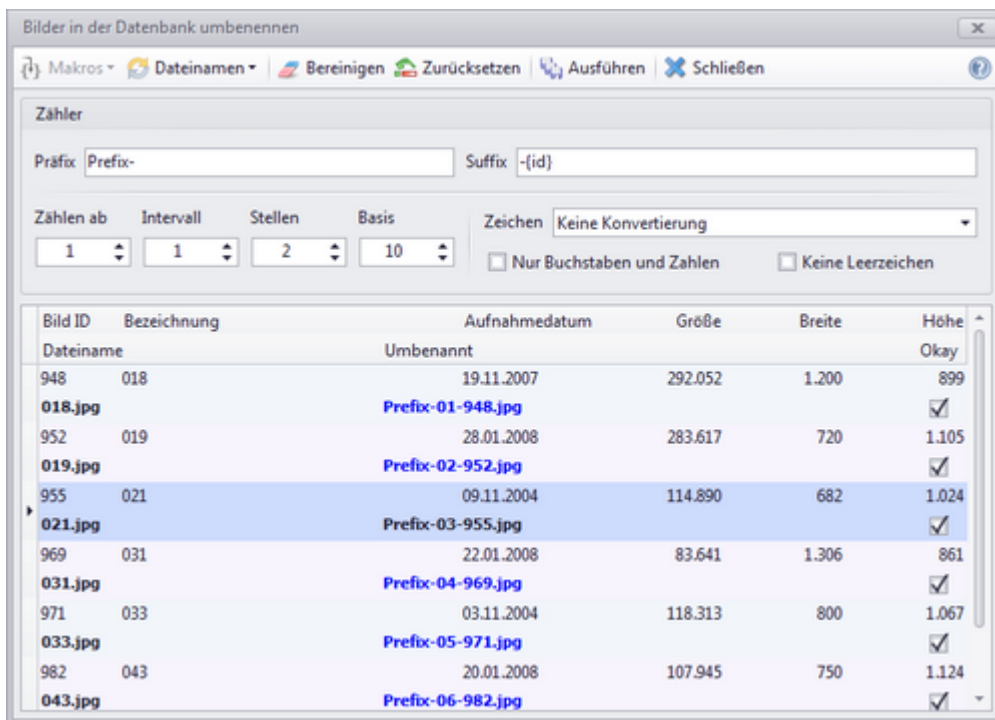 Bilder in der Datenbank umbenennen
Makros Dateinamen Bereinigen Zurücksetzen Ausführen Schließen
Zähler
Präfix Prefix- Suffix -{id}
Zählen ab Intervall Stellen Basis Zeichen Keine Konvertierung
1 1 2 10 Nur Buchstaben und Zahlen Keine Leerzeichen
Bild ID Bezeichnung Aufnahmedatum Größe Breite Höhe
Dateiname Umbenannt Okay
948 018 19.11.2007 292.052 1.200 899
018.jpg Prefix-01-948.jpg
952 019 28.01.2008 283.617 720 1.105
019.jpg Prefix-02-952.jpg
955 021 09.11.2004 114.890 682 1.024
021.jpg Prefix-03-955.jpg
969 031 22.01.2008 83.641 1.306 861
031.jpg Prefix-04-969.jpg
971 033 03.11.2004 118.313 800 1.067
033.jpg Prefix-05-971.jpg
982 043 20.01.2008 107.945 750 1.124
043.jpg Prefix-06-982.jpg